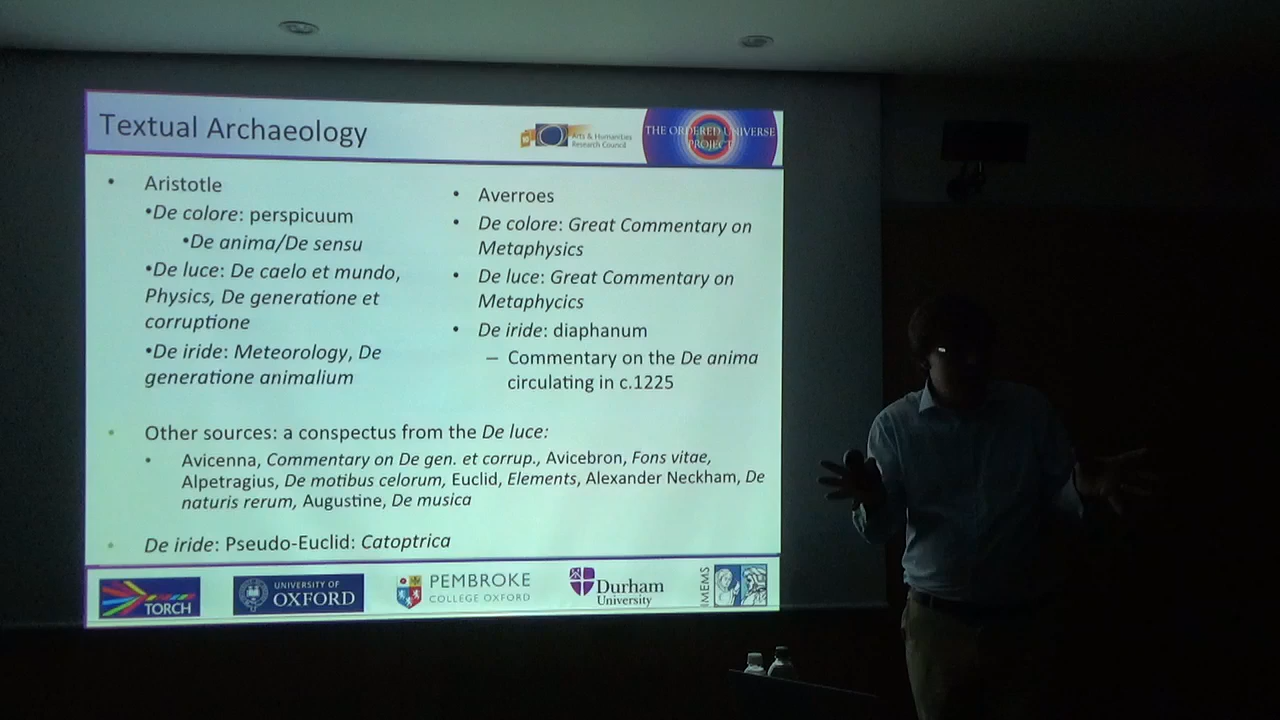 Textual Archaeology
Arts & Humanities
Research Council
THE ORDERED UNIVERSE
PROJECT
• Aristotle
•De colore: perspicuum
•De anima/De sensu
•De luce: De caelo et mundo,
Physics, De generatione et
corruptione
•De iride: Meteorology, De
generatione animalium
• Averroes
• De colore: Great Commentary on
Metaphysics
• De luce: Great Commentary on
Metaphycics
• De iride: diaphanum
– Commentary on the De anima
circulating in c.1225
• Other sources: a conspectus from the De luce:
• Avicenna, Commentary on De gen. et corrup., Avicebron, Fons vitae,
Alpetragius, De motibus celorum, Euclid, Elements, Alexander Neckham, De
naturis rerum, Augustine, De musica
• De iride: Pseudo-Euclid: Catoptrica
TORCH
UNIVERSITY OF
OXFORD
PEMBROKE
COLLEGE OXFORD
Durham
University
IMEMS